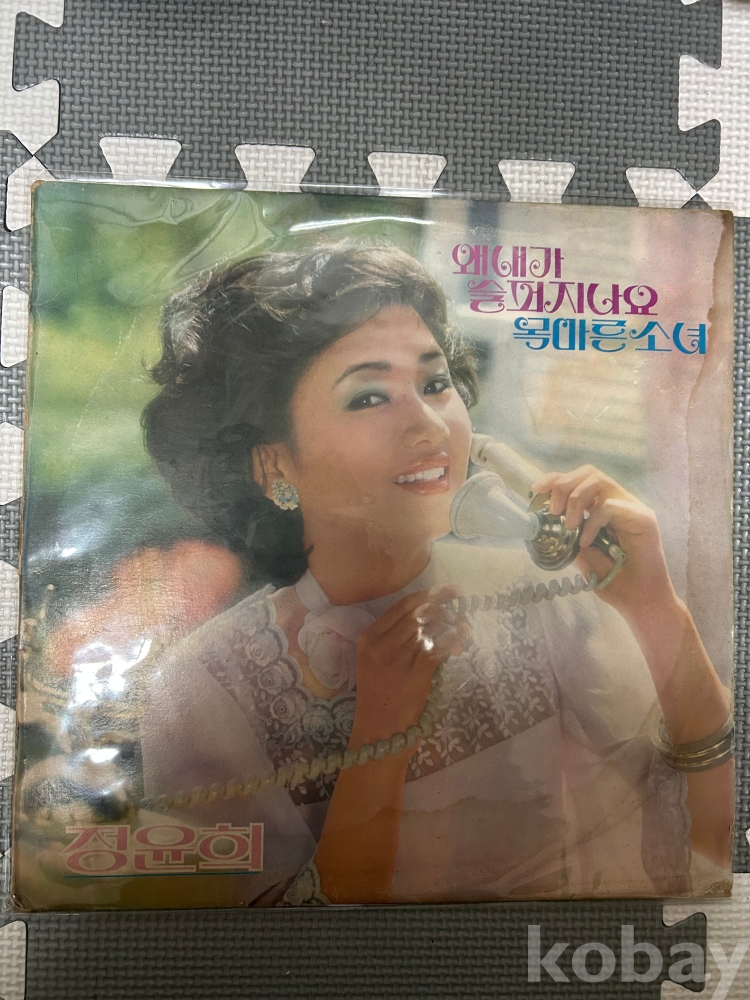 왜 내가
슬퍼지나요
목마른 소녀
정윤희
kobay